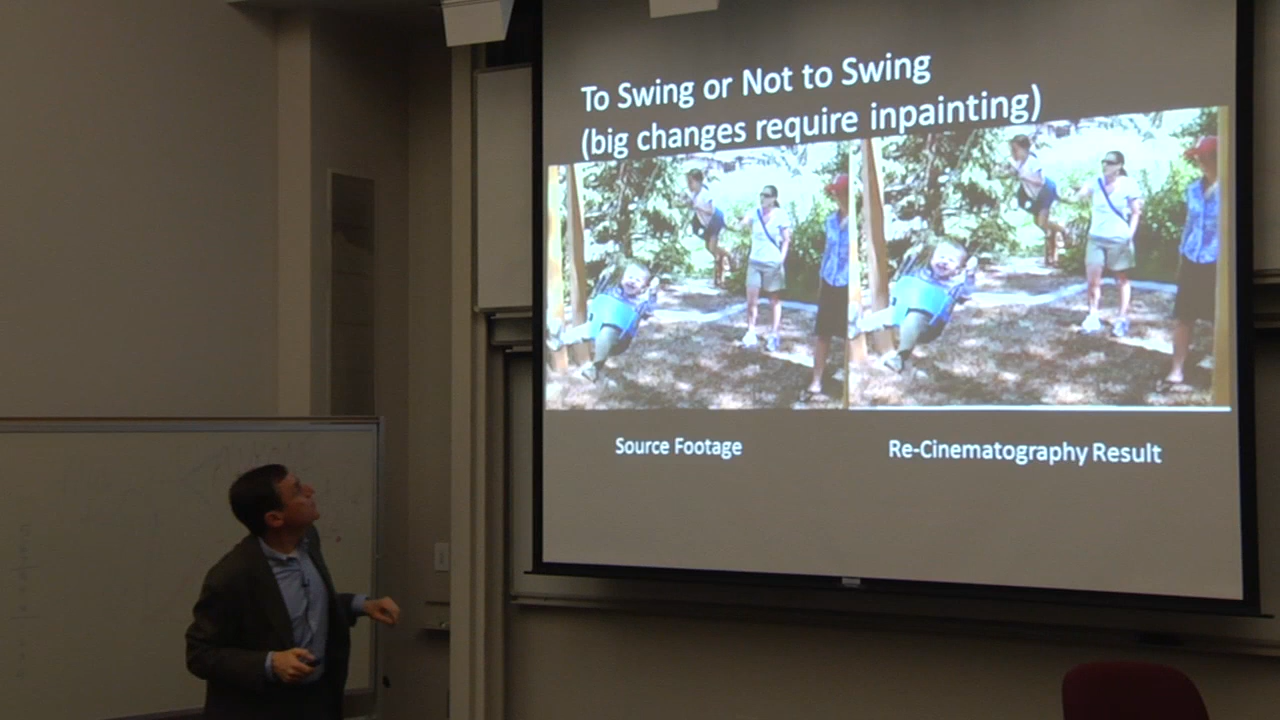 To Swing or Not to Swing
(big changes require inpainting)
Source Footage
Re-Cinematography Result